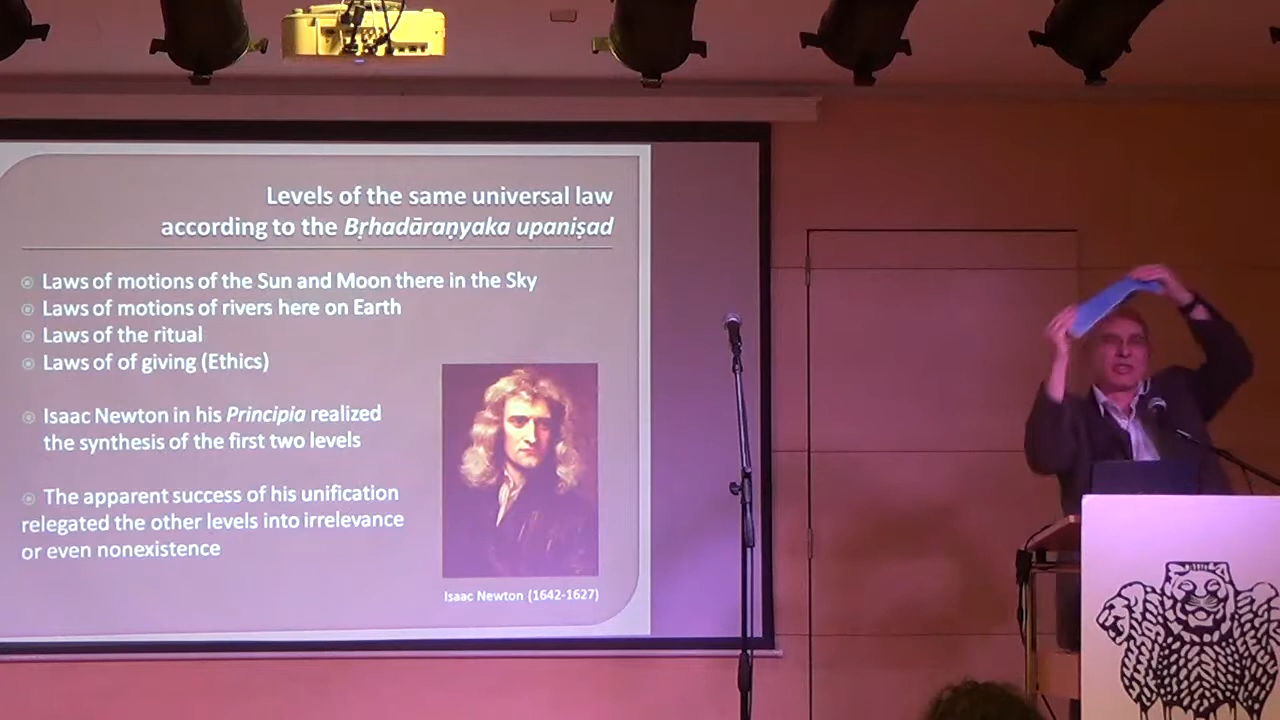 Levels of the same universal law
according to the Bṛhadāraṇyaka upaniṣad
Laws of motions of the Sun and Moon there in the Sky
Laws of motions of rivers here on Earth
Laws of the ritual
Laws of of giving (Ethics)
Isaac Newton in his Principia realized
the synthesis of the first two levels
The apparent success of his unification
relegated the other levels into irrelevance
or even nonexistence
Isaac Newton (1642-1627)